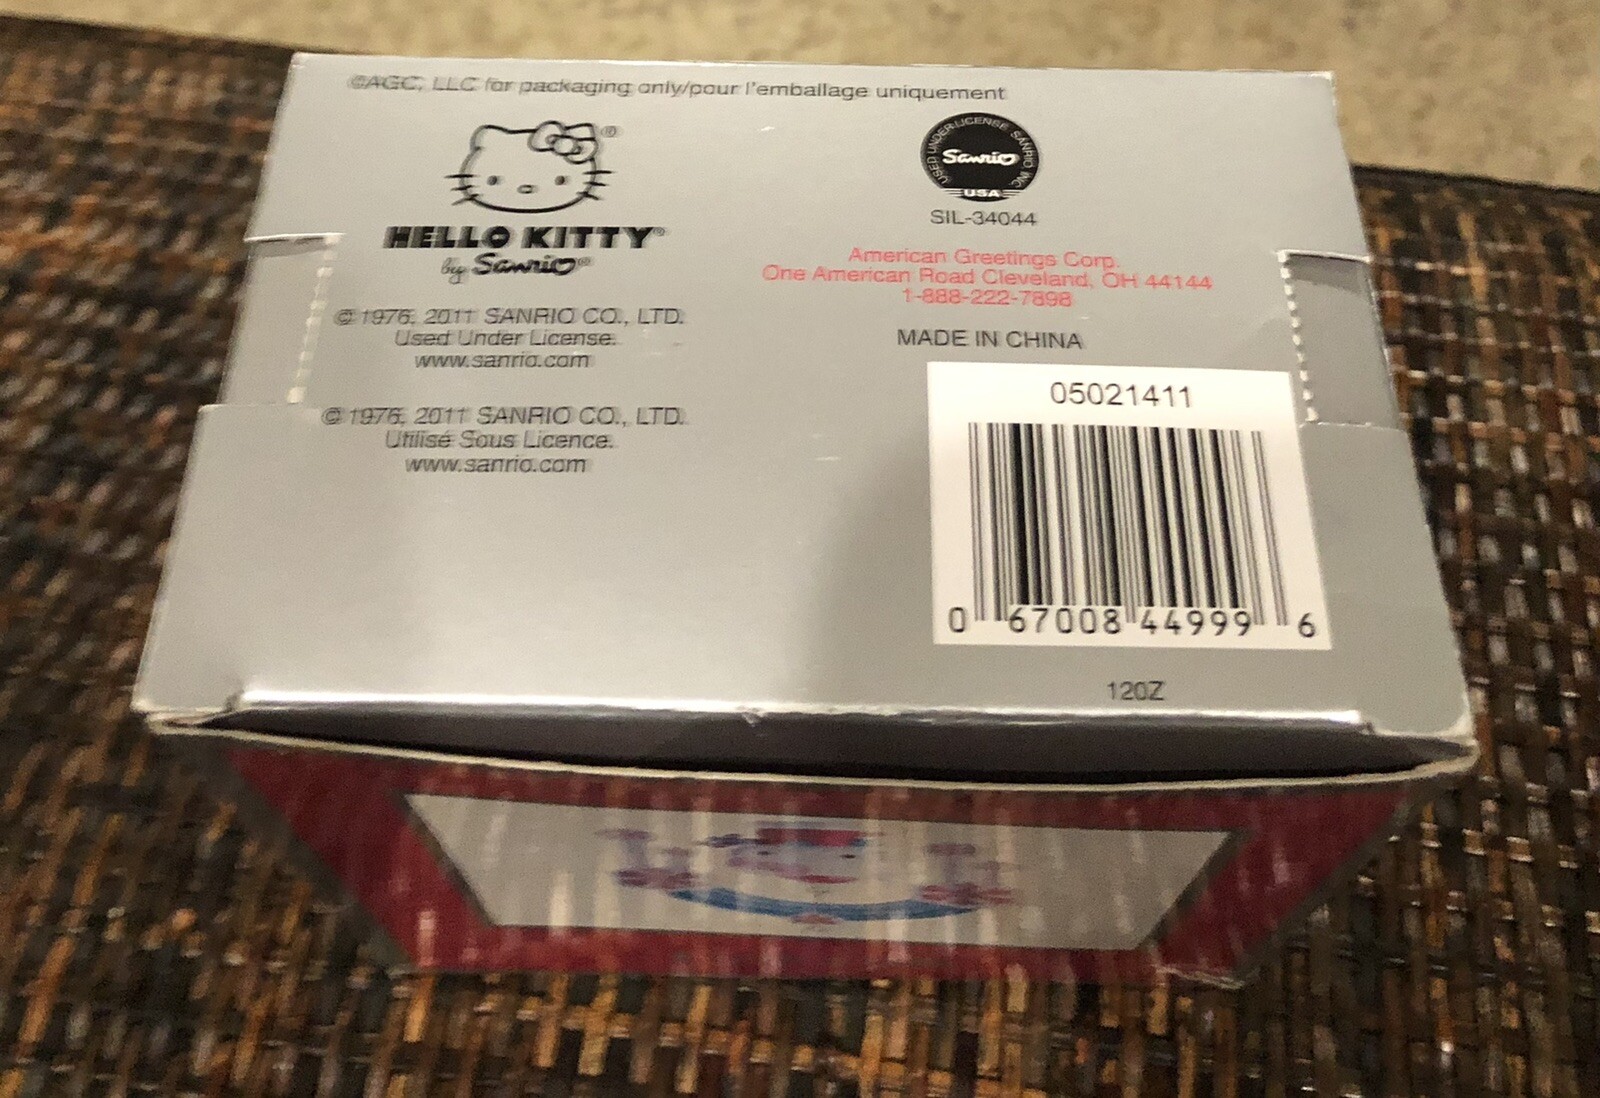 ©AGC, LLC for packaging only/pour l'emballage uniquement
®
HELLO KITTY®
by Sanrio®
© 1976, 2011 SANRIO CO., LTD.
Used Under License.
www.sanrio.com
© 1976, 2011 SANRIO CO., LTD.
Utilisé Sous Licence.
www.sanrio.com
USED UNDER LICENSE SANRIO INC
Sanrio
USA
SIL-34044
American Greetings Corp.
One American Road Cleveland, OH 44144
1-888-222-7898
MADE IN CHINA
05021411
0 67008 44999 6
120Z